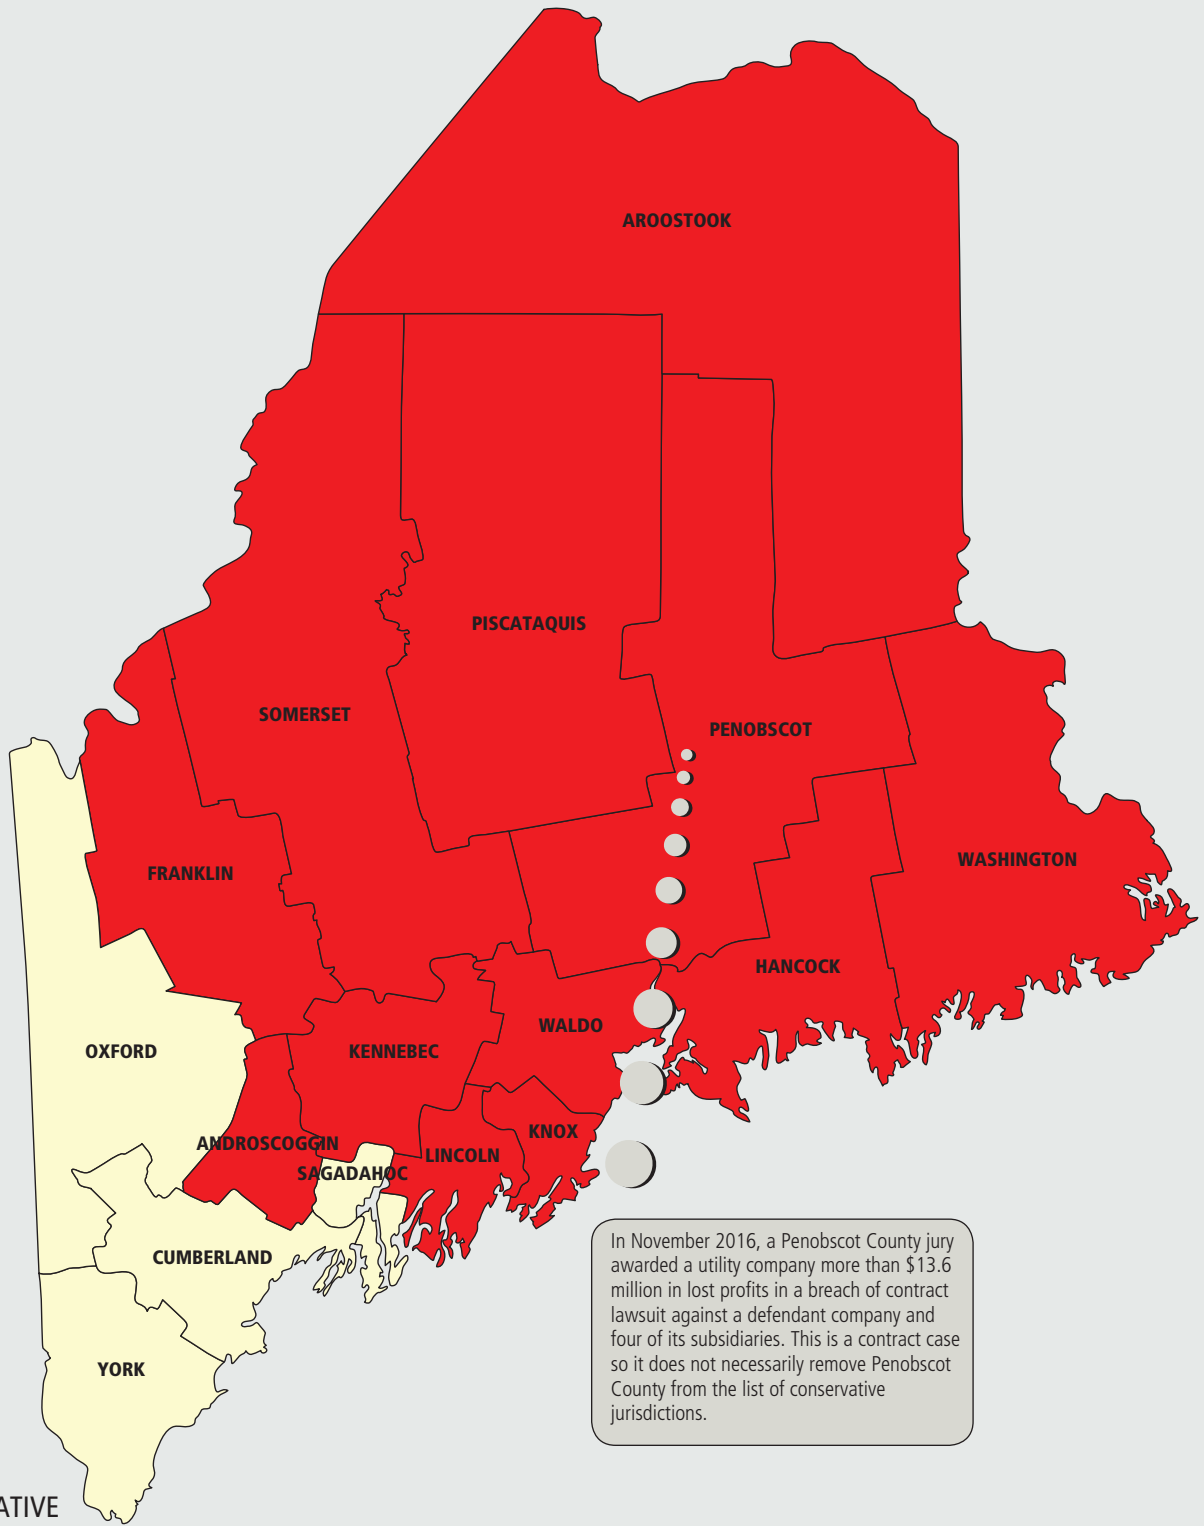 AROOSTOOK
PISCATAQUIS
SOMERSET
PENOBSCOT
FRANKLIN
WASHINGTON
HANCOCK
WALDO
OXFORD
KENNEBEC
KNOX
ANDROSCOGGIN
LINCOLN
SAGADAHOC
CUMBERLAND
YORK
In November 2016, a Penobscot County jury
awarded a utility company more than $13.6
million in lost profits in a breach of contract
lawsuit against a defendant company and
four of its subsidiaries. This is a contract case
so it does not necessarily remove Penobscot
County from the list of conservative
jurisdictions.
ATIVE